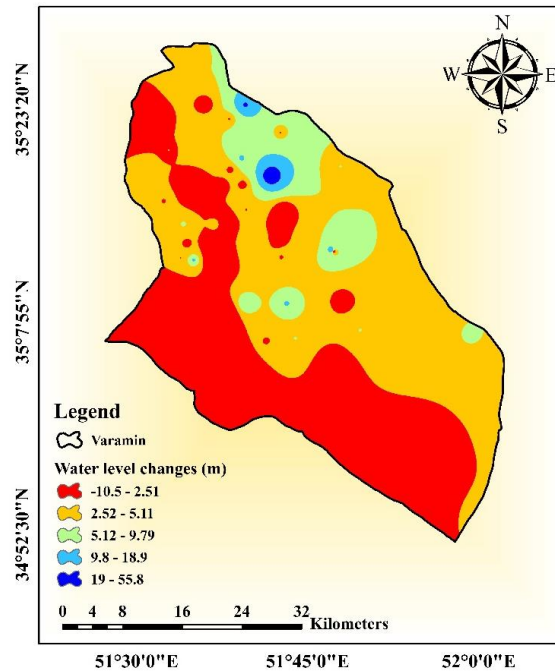 N
W E
S
35°23'20"N
35°7'55"N
34°52'30"N
Legend
Varamin
Water level changes (m)
-10.5 - 2.51
2.52 - 5.11
5.12 - 9.79
9.8 - 18.9
19 - 55.8
0 4 8 16 24 32
Kilometers
51°30'0"E 51°45'0"E 52°0'0"E